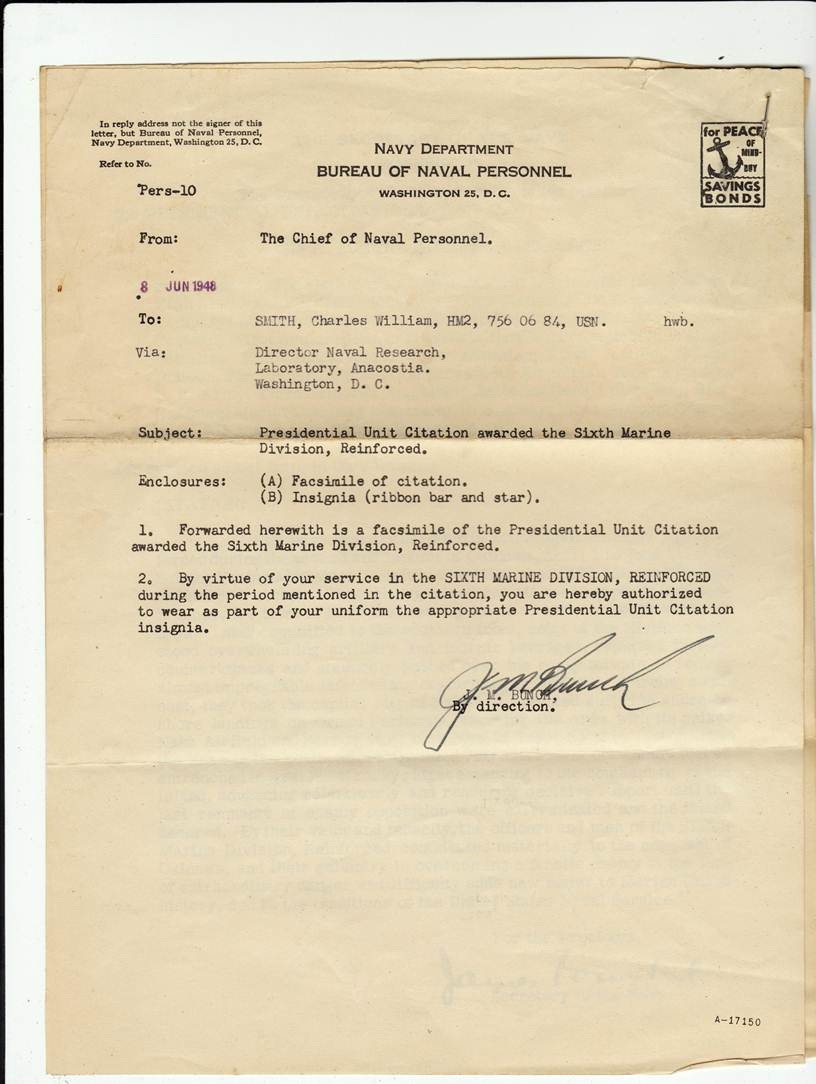 In reply address not the signer of this
letter, but Bureau of Naval Personnel,
Navy Department, Washington 25, D. C.
Refer to No.
Pers-10
NAVY DEPARTMENT
BUREAU OF NAVAL PERSONNEL
WASHINGTON 25, D. C.
for PEACE
OF
MIND-
BUY
SAVINGS
BONDS
From: The Chief of Naval Personnel.
8 JUN 1948
To: SMITH, Charles William, HM2, 756 06 84, USN. hwb.
Via: Director Naval Research,
Laboratory, Anacostia.
Washington, D. C.
Subject: Presidential Unit Citation awarded the Sixth Marine
Division, Reinforced.
Enclosures: (A) Facsimile of citation.
(B) Insignia (ribbon bar and star).
1. Forwarded herewith is a facsimile of the Presidential Unit Citation
awarded the Sixth Marine Division, Reinforced.
2. By virtue of your service in the SIXTH MARINE DIVISION, REINFORCED
during the period mentioned in the citation, you are hereby authorized
to wear as part of your uniform the appropriate Presidential Unit Citation
insignia.
J M Bunch
J. M. BUNCH,
By direction.
A-17150